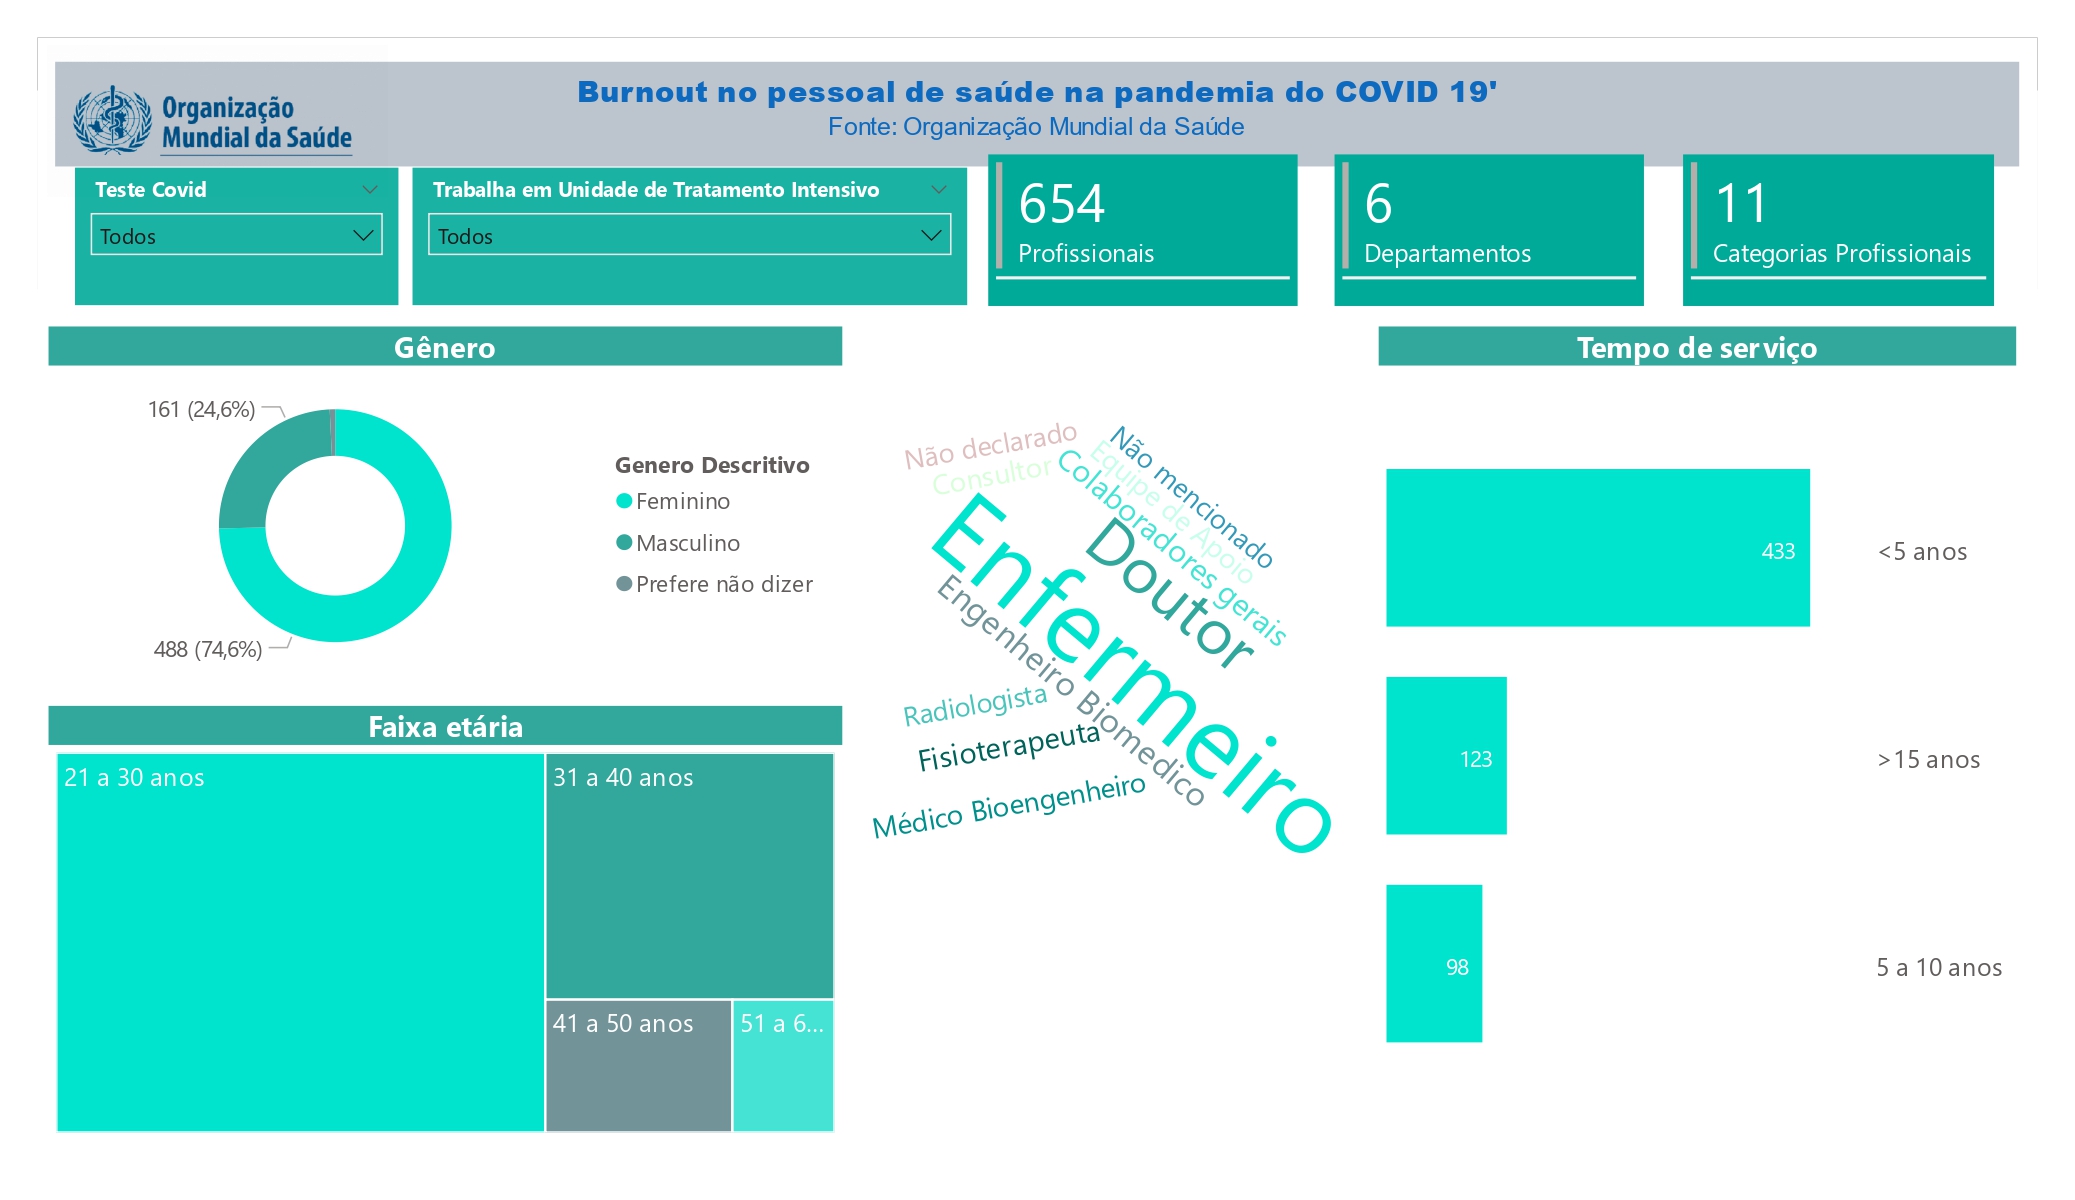 Organização
Mundial da Saúde
Burnout no pessoal de saúde na pandemia do COVID 19'
Fonte: Organização Mundial da Saúde
Teste Covid
Todos
Trabalha em Unidade de Tratamento Intensivo
Todos
654
Profissionais
6
Departamentos
11
Categorias Profissionais
Gênero
161 (24,6%)
488 (74,6%)
Genero Descritivo
Feminino
Masculino
Prefere não dizer
Faixa etária
21 a 30 anos
31 a 40 anos
41 a 50 anos
51 a 6...
Não declarado
Consultor
Não mencionado
Equipe de Apoio
Colaboradores gerais
Doutor
Enfermeiro
Engenheiro Biomedico
Radiologista
Fisioterapeuta
Médico Bioengenheiro
Tempo de serviço
433
<5 anos
123
>15 anos
98
5 a 10 anos